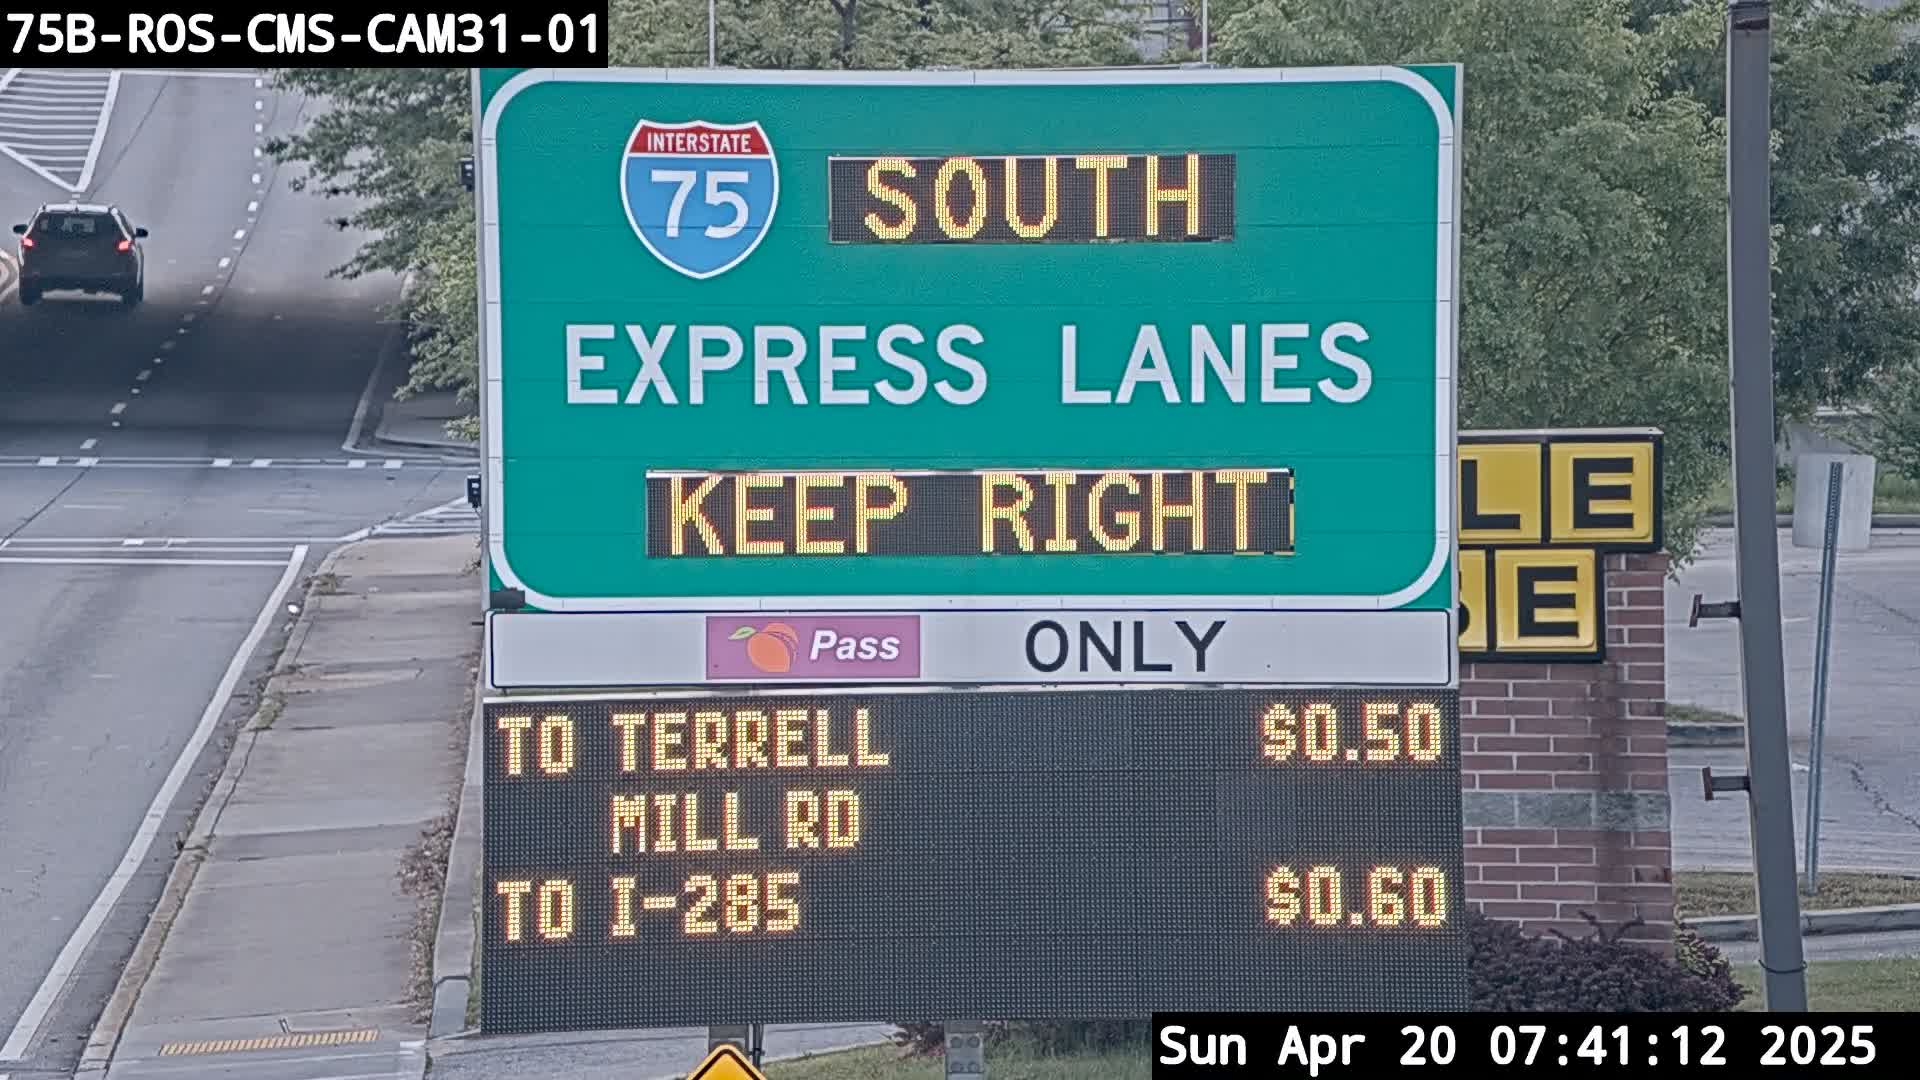 75B-ROS-CMS-CAM31-01
INTERSTATE
75
SOUTH
EXPRESS LANES
KEEP RIGHT
Pass ONLY
TO TERRELL $0.50
MILL RD
TO I-285 $0.60
LE
E
Sun Apr 20 07:41:12 2025